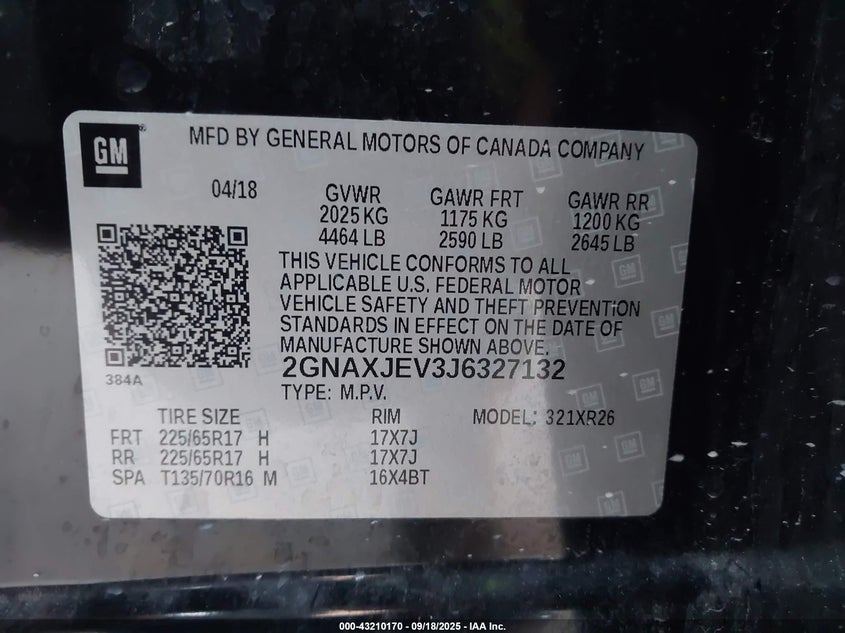 GM
MFD BY GENERAL MOTORS OF CANADA COMPANY
04/18 GVWR GAWR FRT GAWR RR
2025 KG 1175 KG 1200 KG
4464 LB 2590 LB 2645 LB
THIS VEHICLE CONFORMS TO ALL
APPLICABLE U.S. FEDERAL MOTOR
VEHICLE SAFETY AND THEFT PREVENTION
STANDARDS IN EFFECT ON THE DATE OF
MANUFACTURE SHOWN ABOVE.
2GNAXJEV3J6327132
384A
TYPE: M.P.V.
TIRE SIZE RIM MODEL: 321XR26
FRT 225/65R17 H 17X7J
RR 225/65R17 H 17X7J
SPA T135/70R16 M 16X4BT
000-43210170 - 09/18/2025 - IAA Inc.